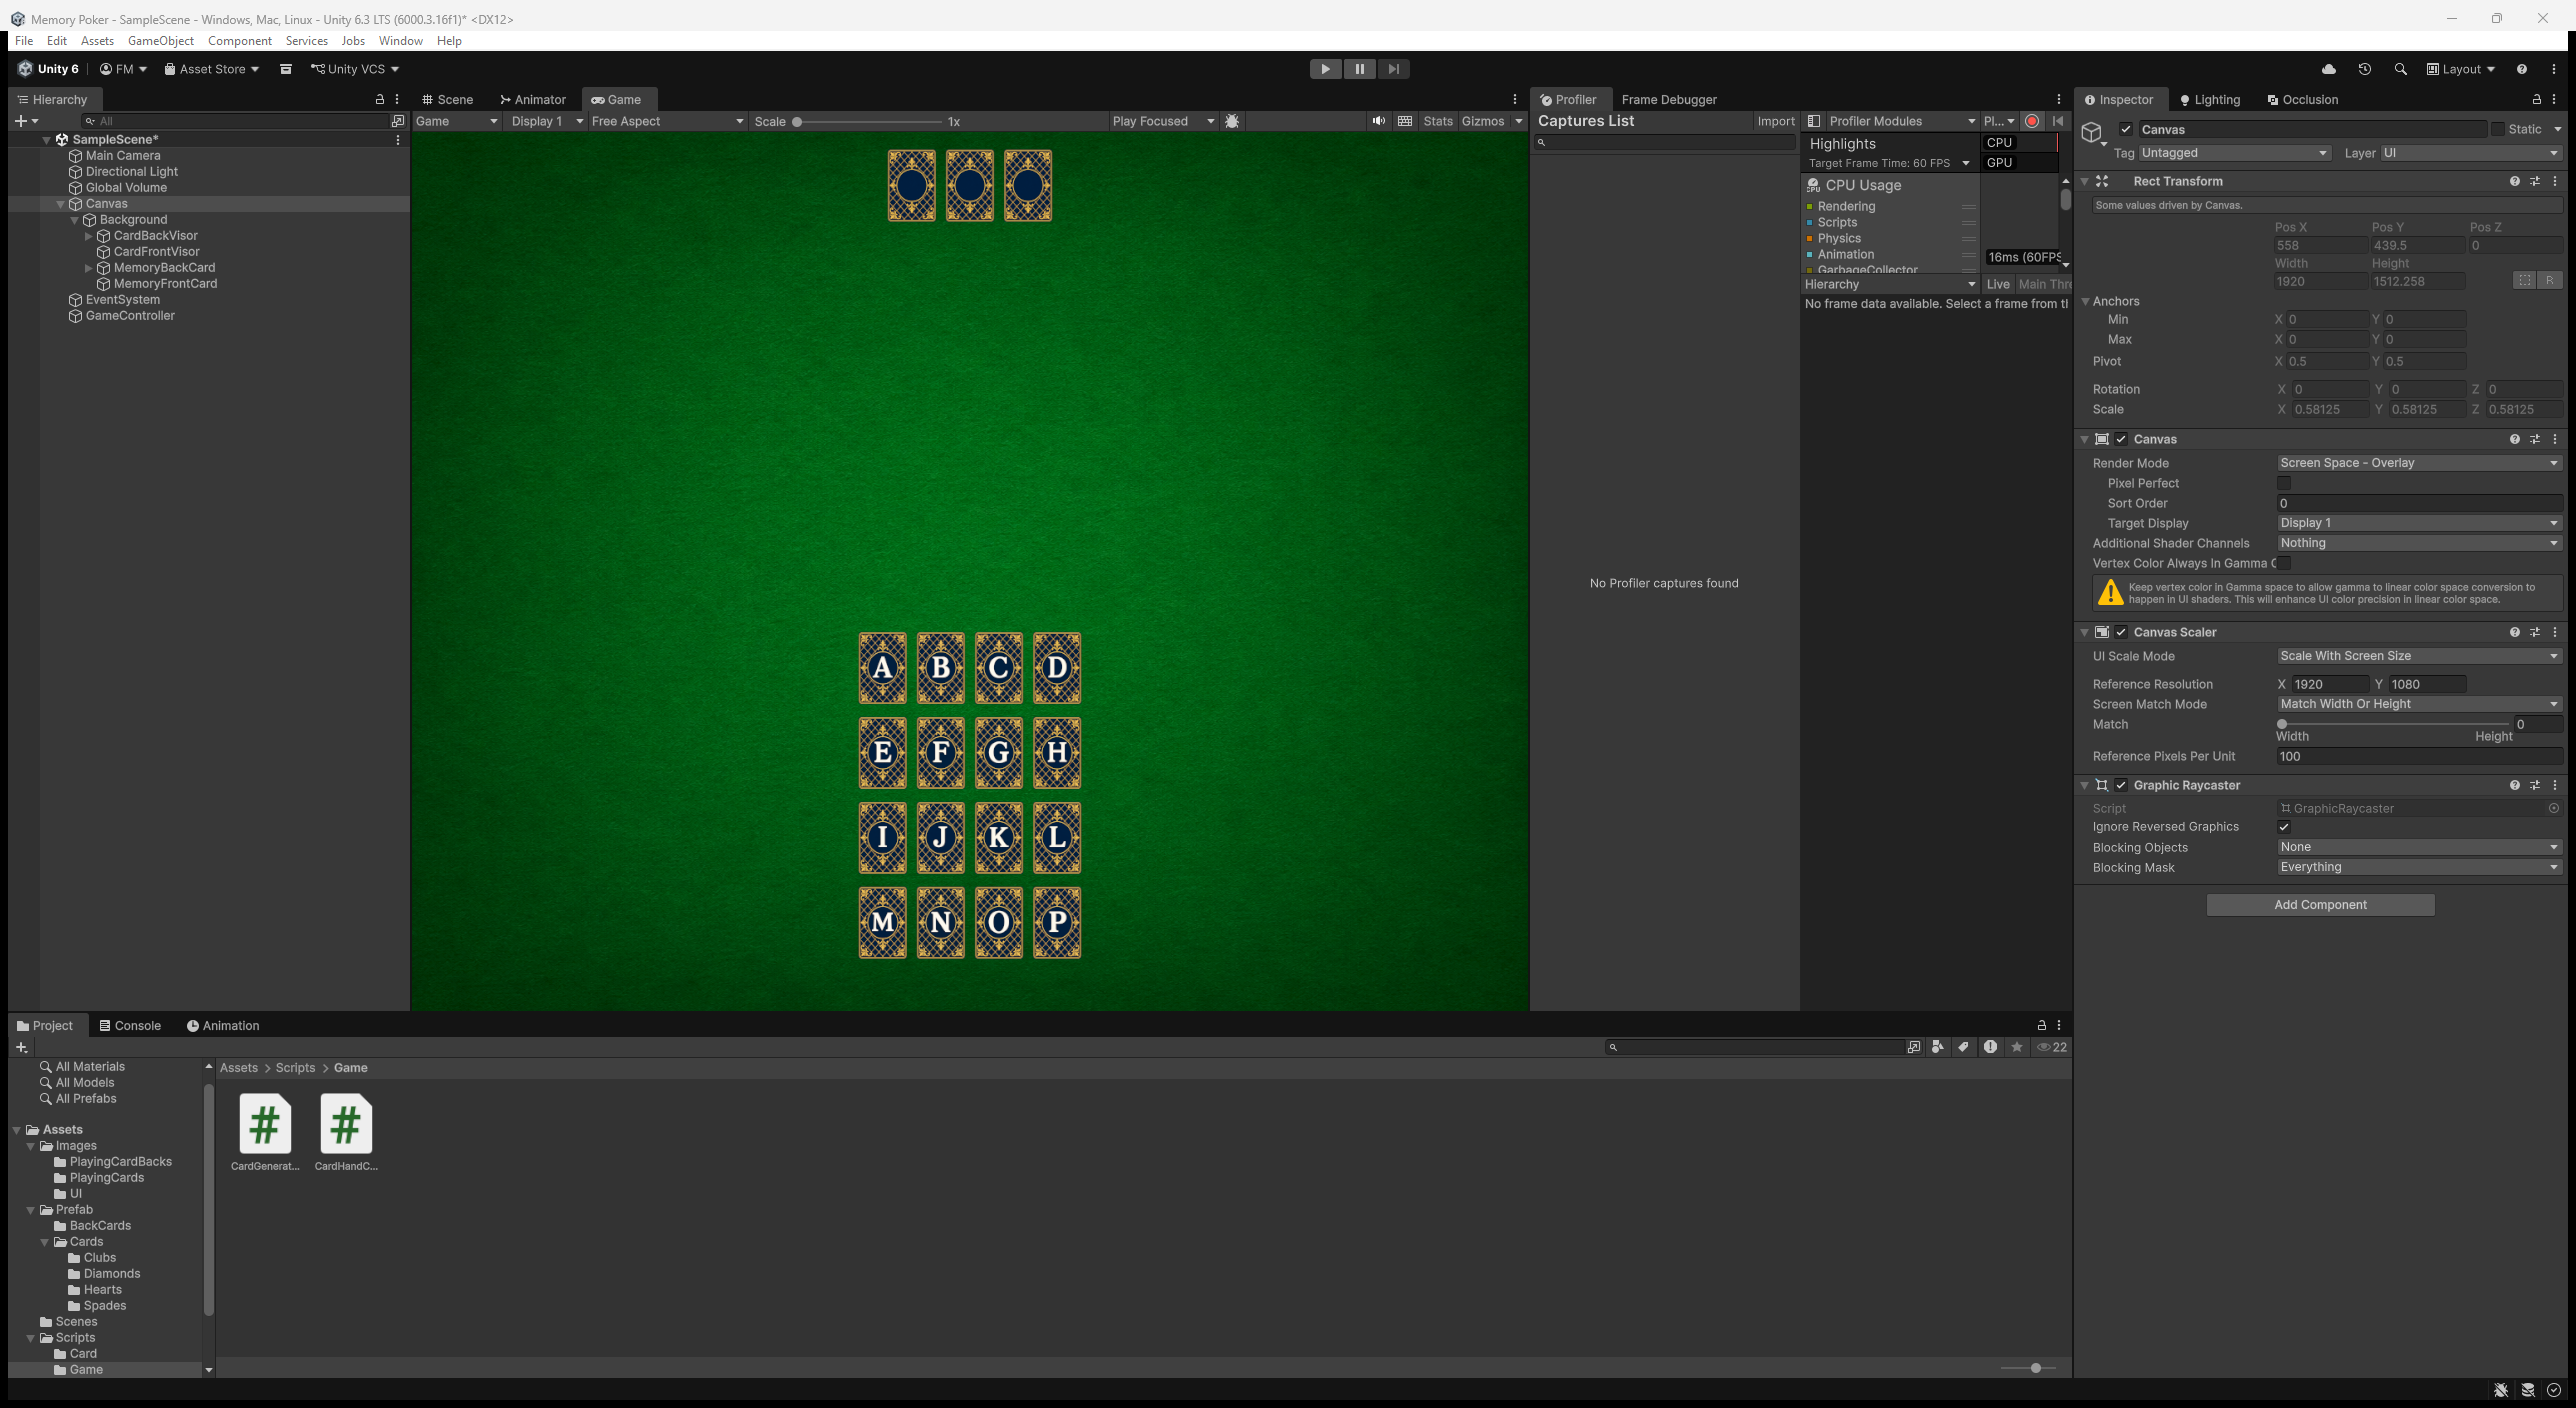 Memory Poker - SampleScene - Windows, Mac, Linux - Unity 6.3 LTS (6000.3.16f1)* <DX12>
File Edit Assets GameObject Component Services Jobs Window Help
Unity 6 FM Asset Store Unity VCS Layout
Hierarchy
All
SampleScene*
Main Camera
Directional Light
Global Volume
Canvas
Background
CardBackVisor
CardFrontVisor
MemoryBackCard
MemoryFrontCard
EventSystem
GameController
Scene Animator Game
Game Display 1 Free Aspect Scale 1x Play Focused Stats Gizmos
A B C D
E F G H
I J K L
M N O P
Profiler Frame Debugger
Captures List Import
No Profiler captures found
Profiler Modules Pl...
Highlights CPU
Target Frame Time: 60 FPS GPU
CPU Usage
Rendering
Scripts
Physics
Animation 16ms (60FPS
GarbageCollector
Hierarchy Live Main Thre
No frame data available. Select a frame from tl
Inspector Lighting Occlusion
Canvas Static
Tag Untagged Layer UI
Rect Transform
Some values driven by Canvas.
Pos X Pos Y Pos Z
558 439.5 0
Width Height
1920 1512.258 R
Anchors
Min X 0 Y 0
Max X 0 Y 0
Pivot X 0.5 Y 0.5
Rotation X 0 Y 0 Z 0
Scale X 0.58125 Y 0.58125 Z 0.58125
Canvas
Render Mode Screen Space - Overlay
Pixel Perfect
Sort Order 0
Target Display Display 1
Additional Shader Channels Nothing
Vertex Color Always In Gamma C
Keep vertex color in Gamma space to allow gamma to linear color space conversion to
happen in UI shaders. This will enhance UI color precision in linear color space.
Canvas Scaler
UI Scale Mode Scale With Screen Size
Reference Resolution X 1920 Y 1080
Screen Match Mode Match Width Or Height
Match 0
Width Height
Reference Pixels Per Unit 100
Graphic Raycaster
Script GraphicRaycaster
Ignore Reversed Graphics
Blocking Objects None
Blocking Mask Everything
Add Component
Project Console Animation
22
All Materials
All Models
All Prefabs
Assets
Images
PlayingCardBacks
PlayingCards
UI
Prefab
BackCards
Cards
Clubs
Diamonds
Hearts
Spades
Scenes
Scripts
Card
Game
Assets > Scripts > Game
# #
CardGenerat... CardHandC...